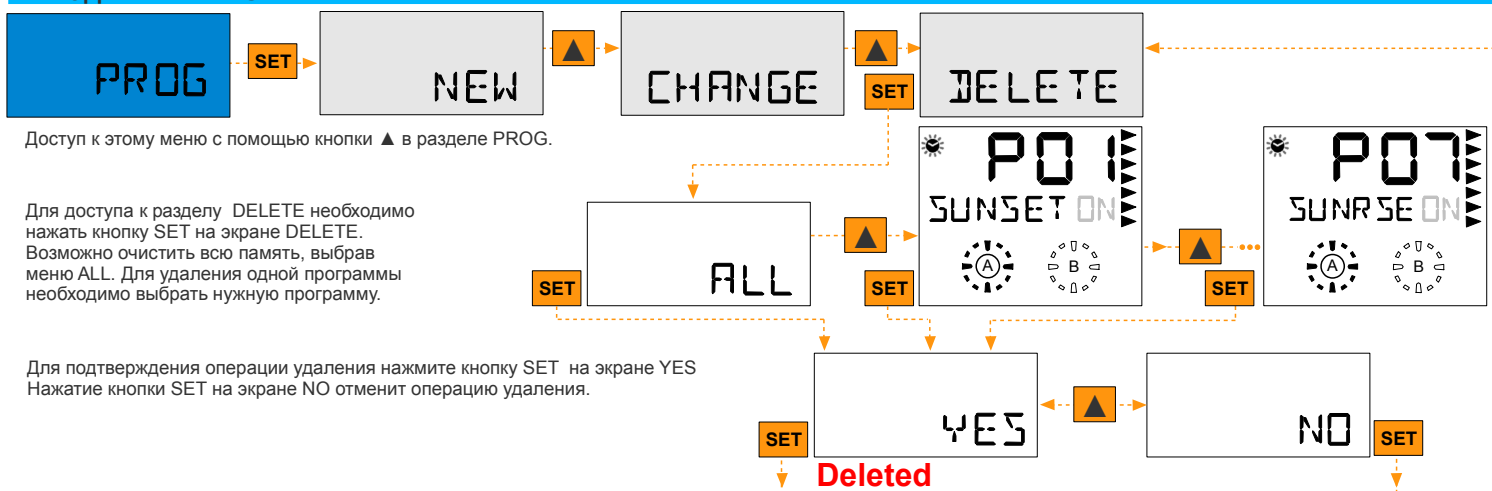 PROG
SET
NEW
▲
CHANGE
▲
SET
DELETE
Доступ к этому меню с помощью кнопки ▲ в разделе PROG.
P01
SUNSET ON
A
B
P07
SUNRSE ON
A
B
Для доступа к разделу DELETE необходимо
нажать кнопку SET на экране DELETE.
Возможно очистить всю память, выбрав
меню ALL. Для удаления одной программы
необходимо выбрать нужную программу.
SET
ALL
▲
SET
▲
SET
Для подтверждения операции удаления нажмите кнопку SET на экране YES
Нажатие кнопки SET на экране NO отменит операцию удаления.
SET
YES
▲
NO
SET
Deleted